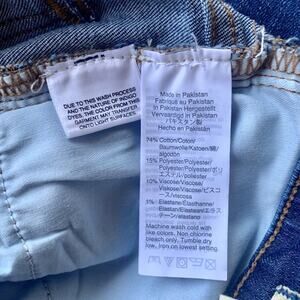 DUE TO THIS WASH PROCESS
AND THE NATURE OF INDIGO
DYES, THE COLOR FROM THIS
GARMENT MAY TRANSFER
ONTO LIGHT SURFACES
Made in Pakistan
Fabriqué au Pakistan
In Pakistan Hergestellt
Vervaardigd in Pakistan
パキスタン製
Hecho en Pakistán
74% Cotton/Coton/
Baumwolle/Katoen/綿/
algodón
15% Polyester/Polyester/
Polyester/Polyester/ポリ
エステル/poliéster
10% Viscose/Viscose/
Viskose/Viscose/ビスコ
ース/viscosa
1% Elastane/Élasthanne/
Elastan/Elastaan/エラス
テーン/elastano
Machine wash cold with
like colors. Non chlorine
bleach only. Tumble dry
low. Iron on lowest setting.